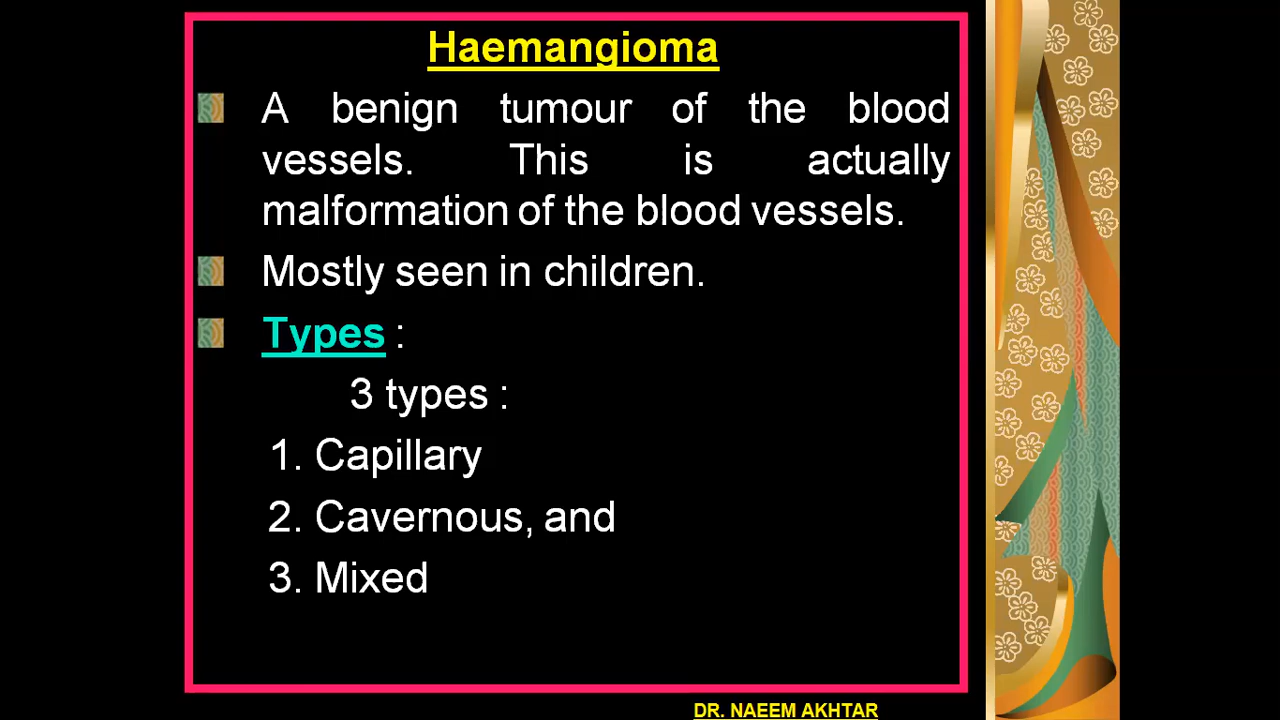 Haemangioma
A benign tumour of the blood
vessels. This is actually
malformation of the blood vessels.
Mostly seen in children.
Types :
3 types :
1. Capillary
2. Cavernous, and
3. Mixed
DR. NAEEM AKHTAR